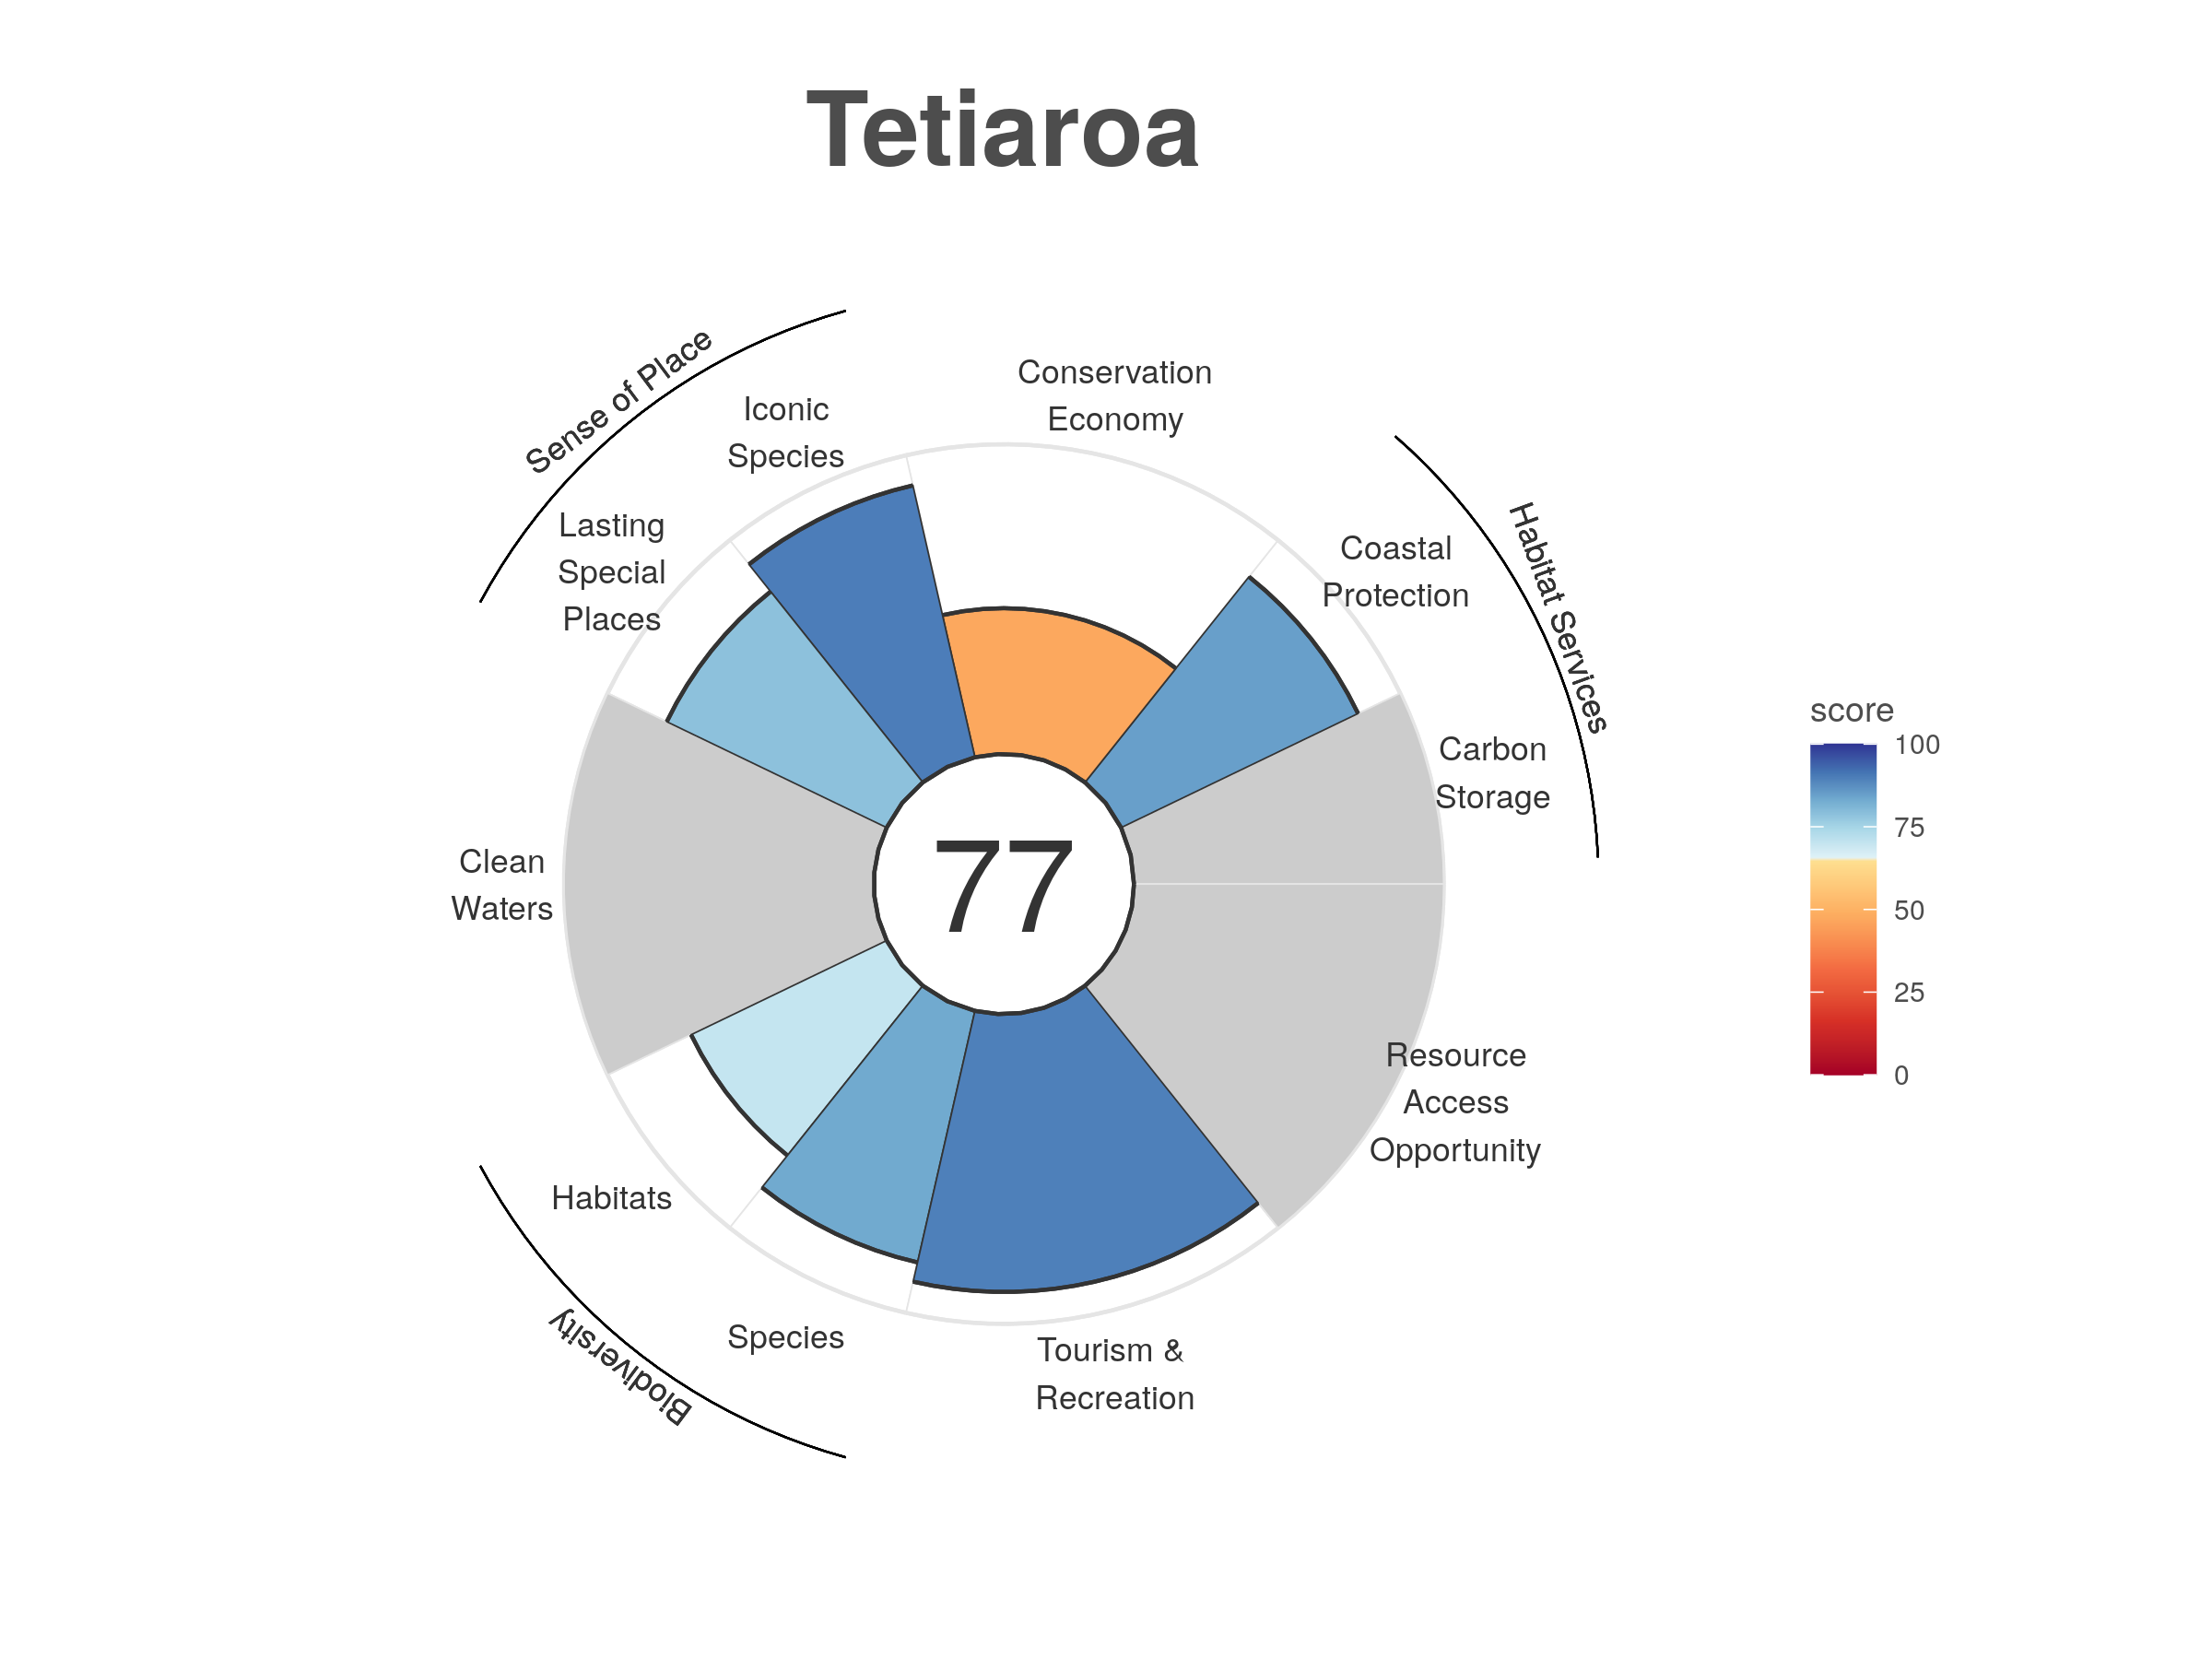 Tetiaroa
Conservation
Economy
Iconic
Species
Sense of Place
Lasting
Special
Places
Coastal
Protection
Habitat Services
Carbon
Storage
Clean
Waters
77
Resource
Access
Opportunity
Habitats
Species
Biodiversity
Tourism &
Recreation
score
100
75
50
25
0